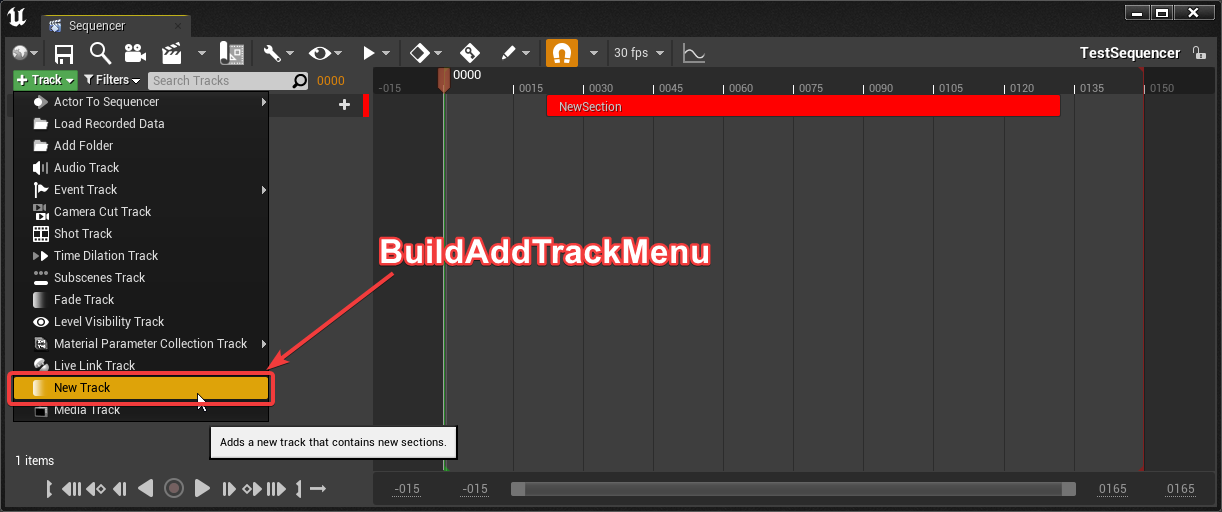 Sequencer
30 fps
TestSequencer
Track
Filters
Search Tracks
0000
-015
0000
0015
0030
0045
0060
0075
0090
0105
0120
0135
0150
NewSection
Actor To Sequencer
Load Recorded Data
Add Folder
Audio Track
Event Track
Camera Cut Track
Shot Track
Time Dilation Track
Subscenes Track
Fade Track
Level Visibility Track
Material Parameter Collection Track
Live Link Track
New Track
Media Track
BuildAddTrackMenu
Adds a new track that contains new sections.
1 items
-015
-015
0165
0165